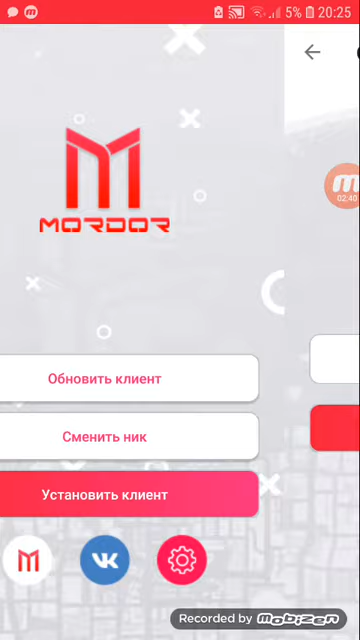 5% 20:25
MORDOR
02:40
Обновить клиент
Сменить ник
Установить клиент
Recorded by Mobizen